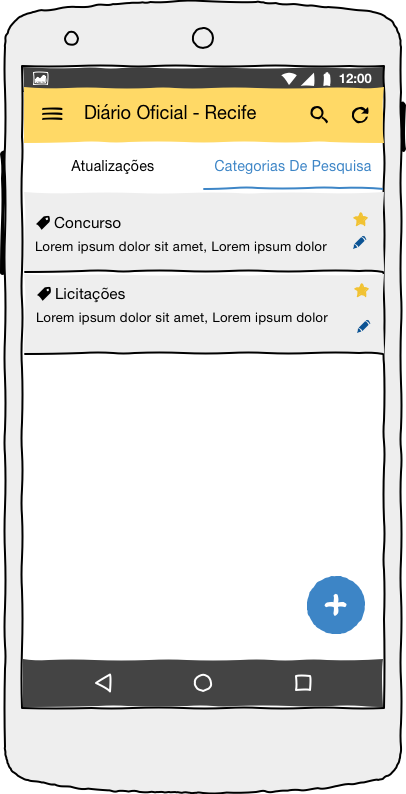 12:00
Diário Oficial - Recife
Atualizações
Categorias De Pesquisa
Concurso
Lorem ipsum dolor sit amet, Lorem ipsum dolor
Licitações
Lorem ipsum dolor sit amet, Lorem ipsum dolor